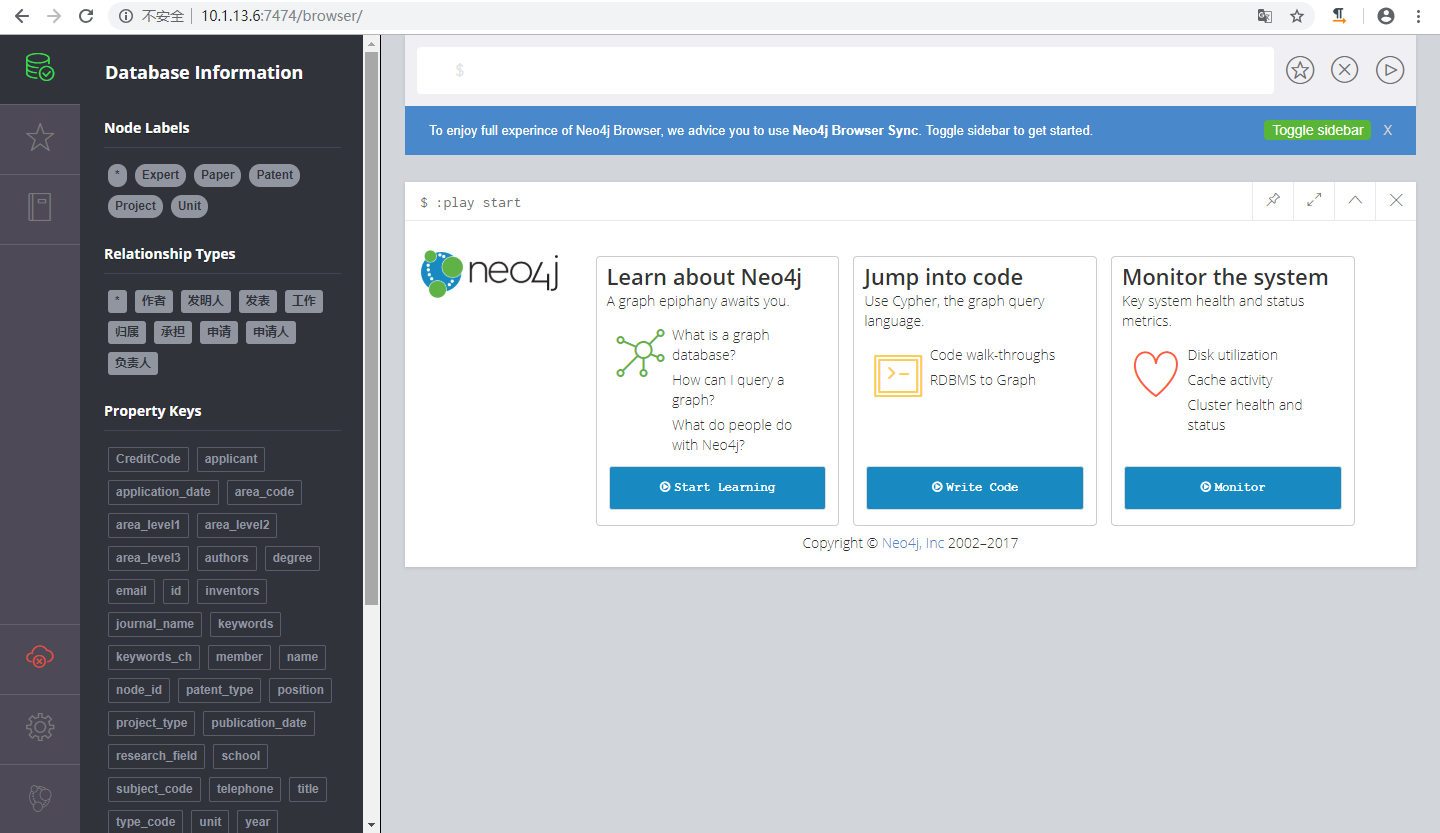 不安全 10.1.13.6:7474/browser/
Database Information
Node Labels
* Expert Paper Patent
Project Unit
Relationship Types
* 作者 发明人 发表 工作
归属 承担 申请 申请人
负责人
Property Keys
CreditCode applicant
application_date area_code
area_level1 area_level2
area_level3 authors degree
email id inventors
journal_name keywords
keywords_ch member name
node_id patent_type position
project_type publication_date
research_field school
subject_code telephone title
type_code unit year
$
To enjoy full experince of Neo4j Browser, we advice you to use Neo4j Browser Sync. Toggle sidebar to get started. Toggle sidebar X
$ :play start
neo4j
Learn about Neo4j
A graph epiphany awaits you.
What is a graph
database?
How can I query a
graph?
What do people do
with Neo4j?
Start Learning
Jump into code
Use Cypher, the graph query
language.
Code walk-throughs
RDBMS to Graph
Write Code
Monitor the system
Key system health and status
metrics.
Disk utilization
Cache activity
Cluster health and
status
Monitor
Copyright © Neo4j, Inc 2002–2017